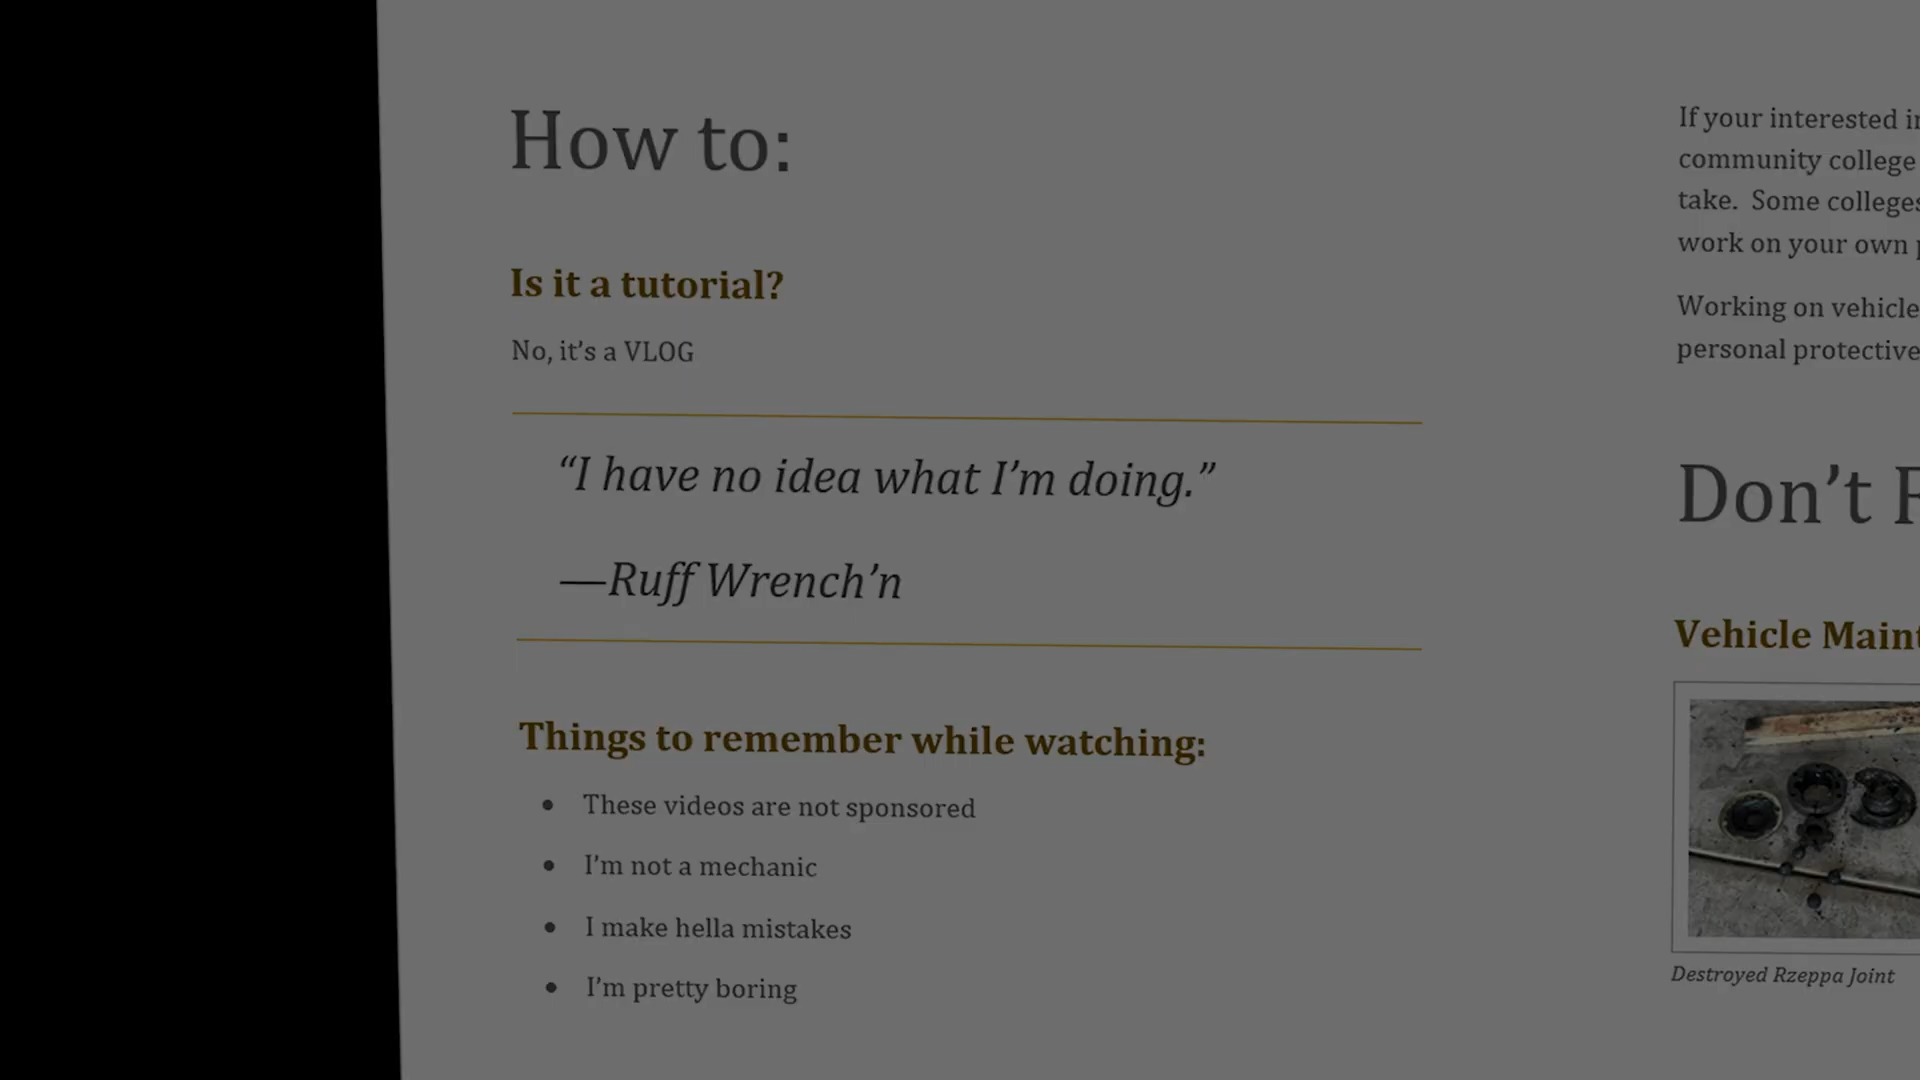 How to:
Is it a tutorial?
No, it’s a VLOG
“I have no idea what I’m doing.”
—Ruff Wrench’n
Things to remember while watching:
• These videos are not sponsored
• I’m not a mechanic
• I make hella mistakes
• I’m pretty boring
If your interested
community college
take.  Some colleges
work on your own
Working on vehicle
personal protective
Don’t
Vehicle
Destroyed Rzeppa Joint